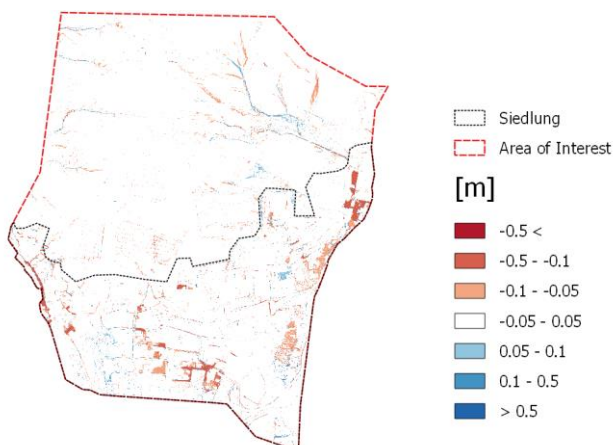 Siedlung
Area of Interest
[m]
-0.5 <
-0.5 - -0.1
-0.1 - -0.05
-0.05 - 0.05
0.05 - 0.1
0.1 - 0.5
> 0.5